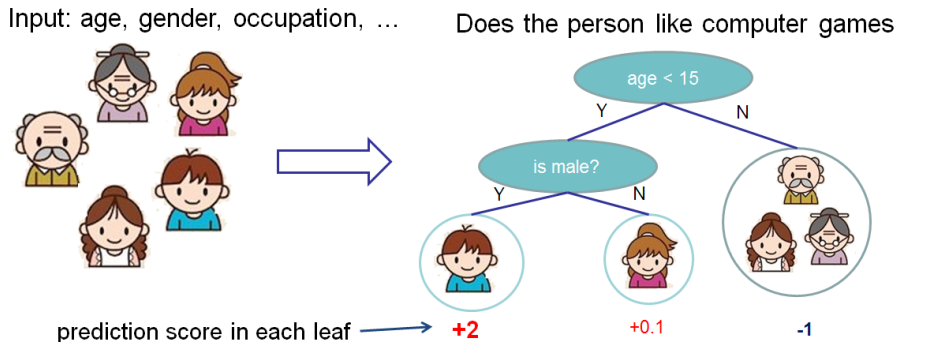 Input: age, gender, occupation, …
Does the person like computer games
age < 15
Y
N
is male?
Y
N
prediction score in each leaf
+2
+0.1
-1